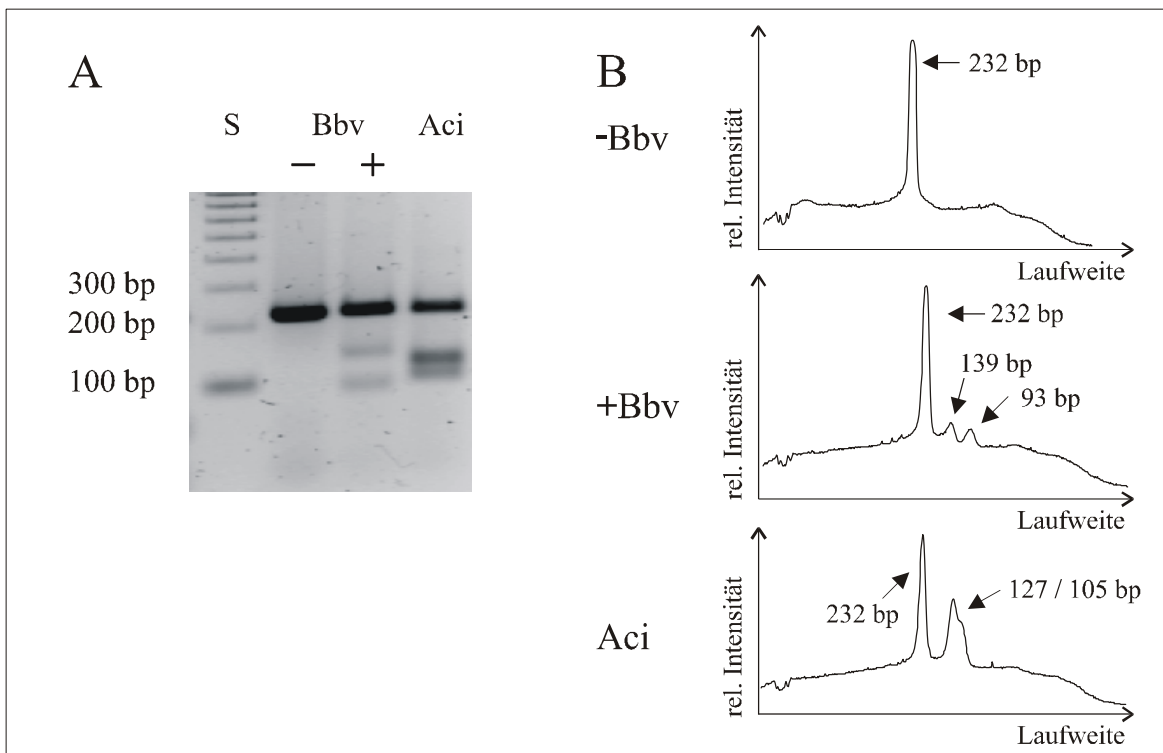 A
S Bbv Aci
− +
300 bp
200 bp
100 bp
B
-Bbv
rel. Intensität
232 bp
Laufweite
+Bbv
rel. Intensität
232 bp
139 bp
93 bp
Laufweite
Aci
rel. Intensität
232 bp
127 / 105 bp
Laufweite